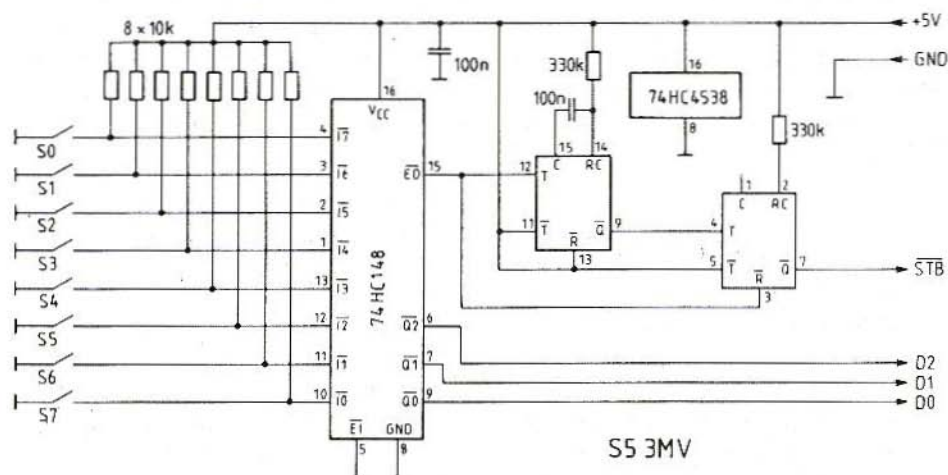 8 × 10k
+5V
GND
100n
330k
100n
16
VCC
16
74HC4538
8
330k
S0
S1
S2
S3
S4
S5
S6
S7
4 I7
3 I6
2 I5
1 I4
13 I3
12 I2
11 I1
10 I0
74HC148
E0 15
Q2 6
Q1 7
Q0 9
EI GND
5 8
15 14
C RC
12 T
11 T
Q 9
R
13
1 2
C RC
4 T
5 T
Q 7
R
3
STB
D2
D1
D0
S5 3MV